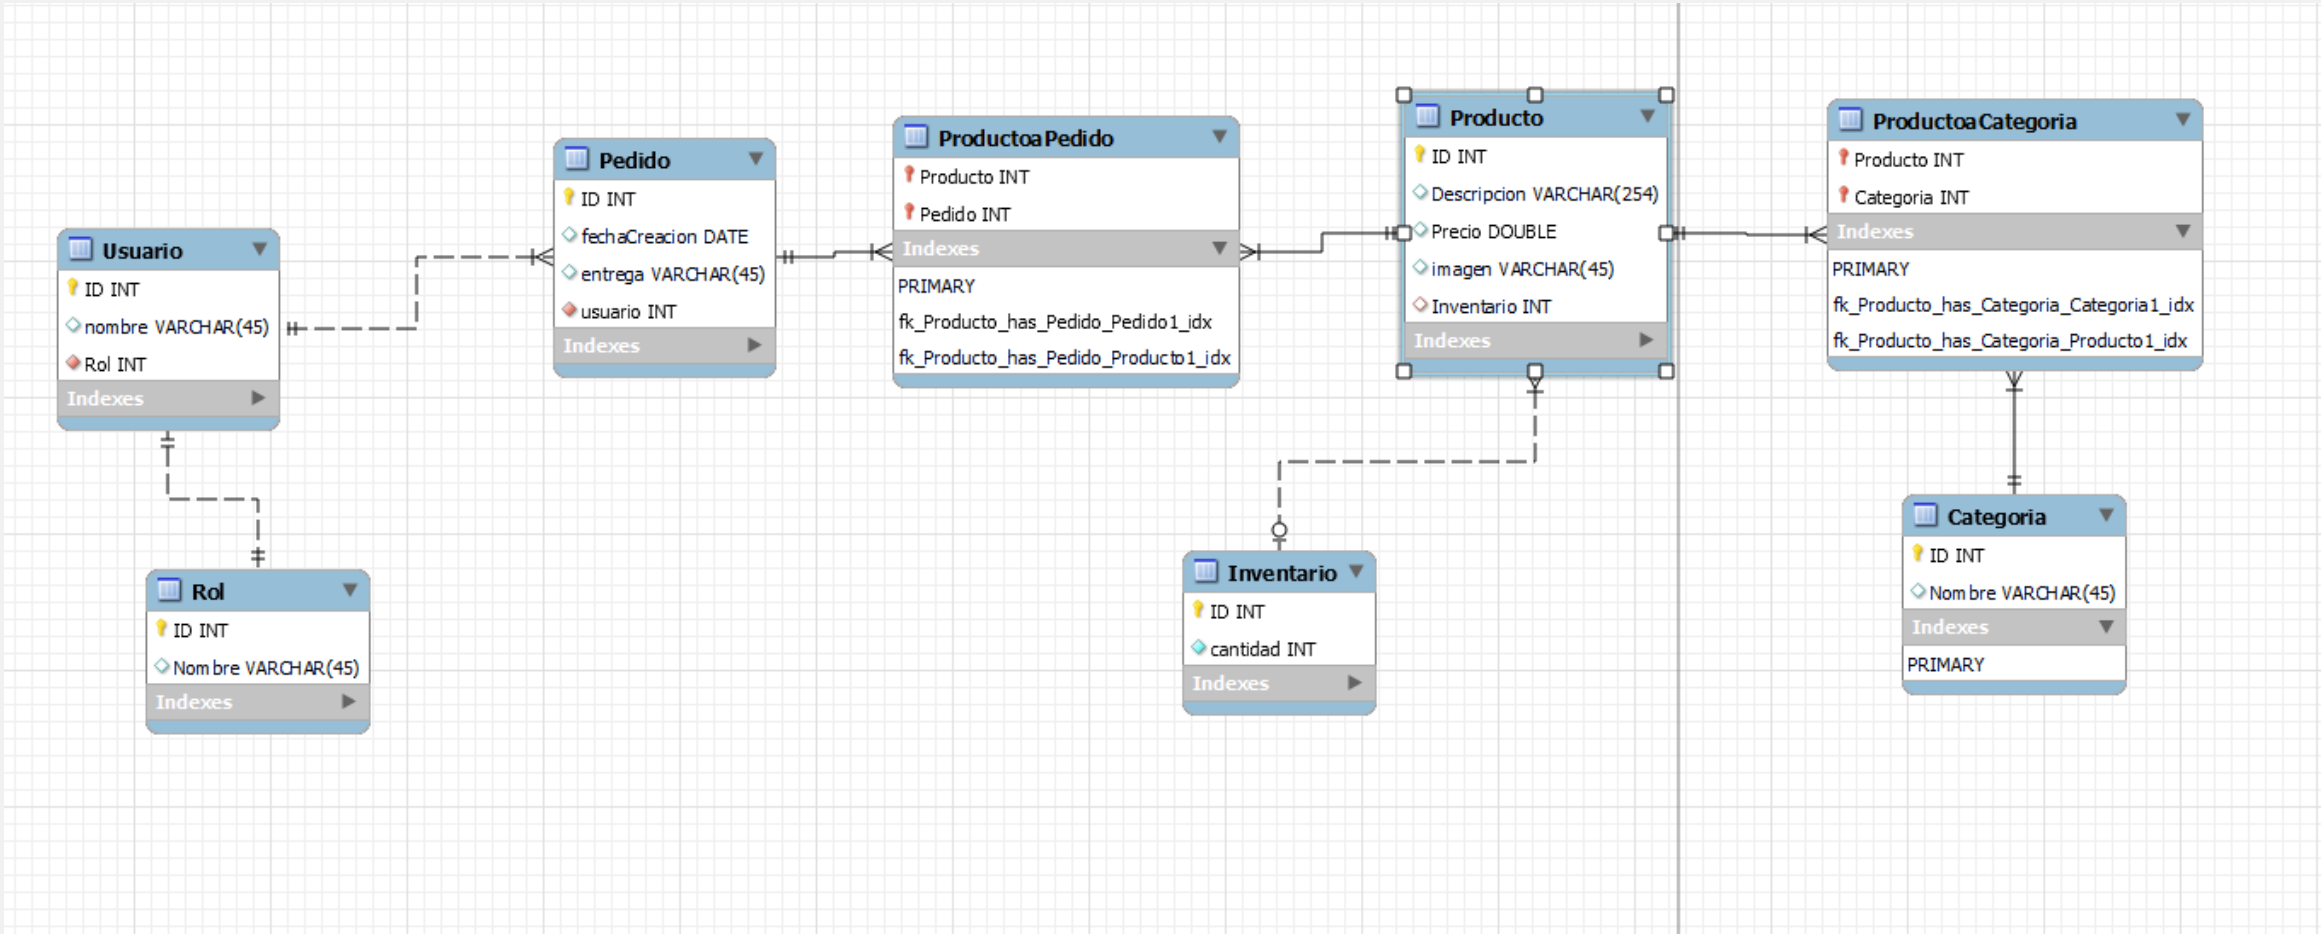 Usuario
ID INT
nombre VARCHAR(45)
Rol INT
Indexes
Rol
ID INT
Nombre VARCHAR(45)
Indexes
Pedido
ID INT
fechaCreacion DATE
entrega VARCHAR(45)
usuario INT
Indexes
ProductoaPedido
Producto INT
Pedido INT
Indexes
PRIMARY
fk_Producto_has_Pedido_Pedido1_idx
fk_Producto_has_Pedido_Producto1_idx
Producto
ID INT
Descripcion VARCHAR(254)
Precio DOUBLE
imagen VARCHAR(45)
Inventario INT
Indexes
Inventario
ID INT
cantidad INT
Indexes
ProductoaCategoria
Producto INT
Categoria INT
Indexes
PRIMARY
fk_Producto_has_Categoria_Categoria1_idx
fk_Producto_has_Categoria_Producto1_idx
Categoria
ID INT
Nombre VARCHAR(45)
Indexes
PRIMARY